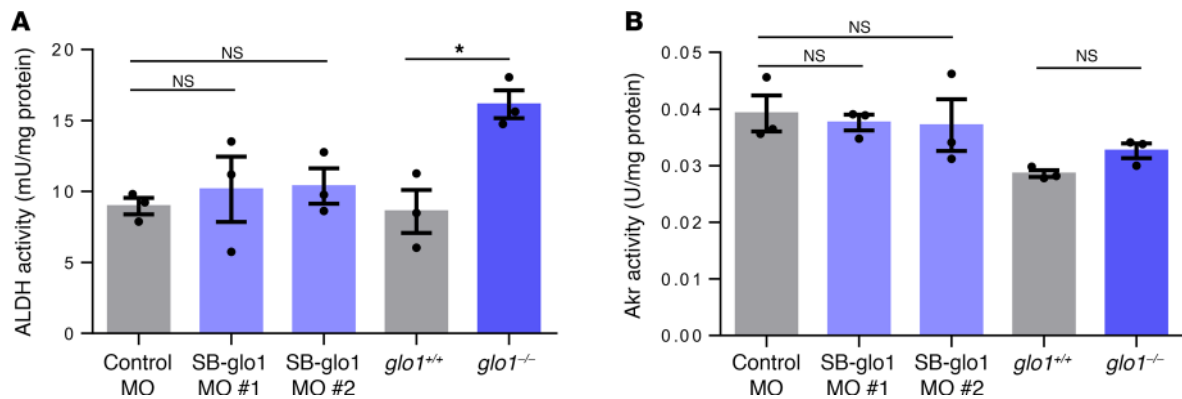 A
ALDH activity (mU/mg protein)
20
15
10
5
0
NS
NS
*
Control
MO
SB-glo1
MO #1
SB-glo1
MO #2
glo1+/+
glo1–/–
B
Akr activity (U/mg protein)
0.05
0.04
0.03
0.02
0.01
0.00
NS
NS
NS
Control
MO
SB-glo1
MO #1
SB-glo1
MO #2
glo1+/+
glo1–/–